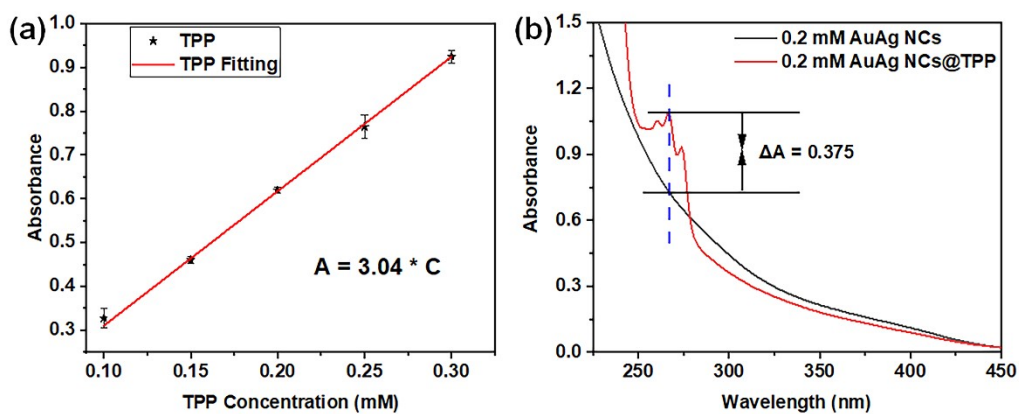 (a)
TPP
TPP Fitting
A = 3.04 * C
Absorbance
1.0
0.9
0.8
0.7
0.6
0.5
0.4
0.3
0.10 0.15 0.20 0.25 0.30
TPP Concentration (mM)
(b)
0.2 mM AuAg NCs
0.2 mM AuAg NCs@TPP
ΔA = 0.375
Absorbance
1.5
1.2
0.9
0.6
0.3
0.0
250 300 350 400 450
Wavelength (nm)